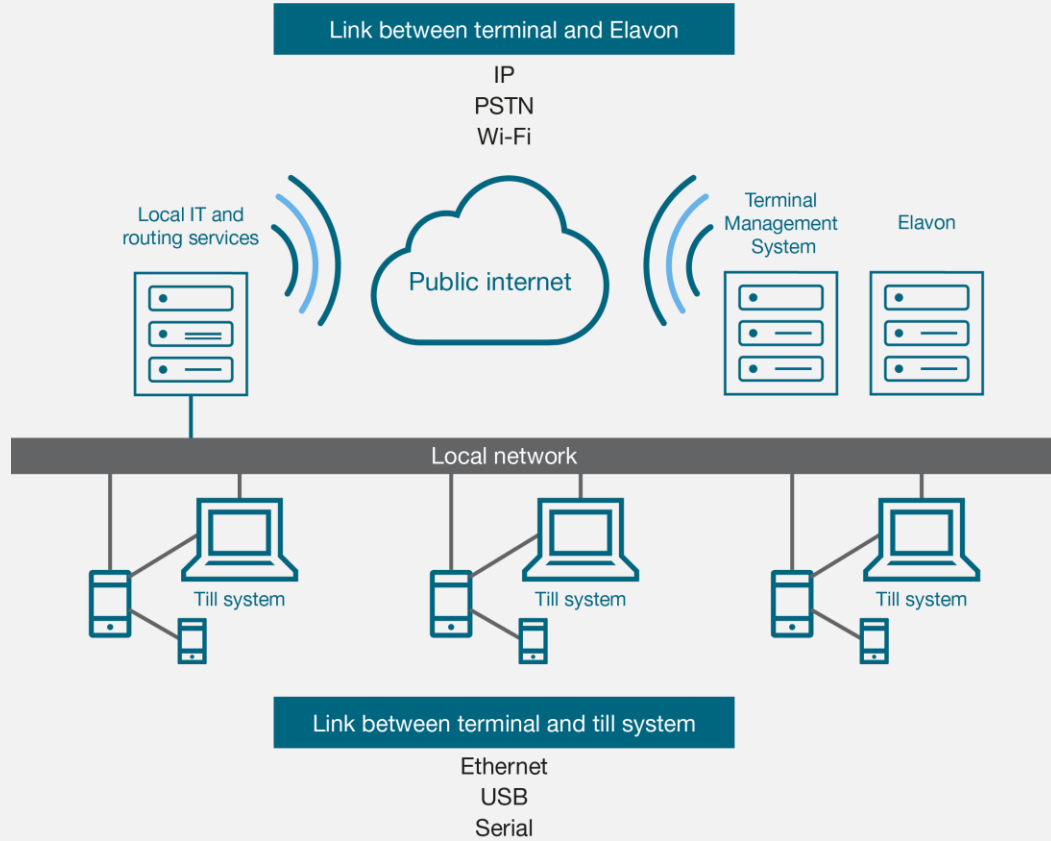 Link between terminal and Elavon
IP
PSTN
Wi-Fi
Local IT and
routing services
Public internet
Terminal
Management
System
Elavon
Local network
Till system
Till system
Till system
Link between terminal and till system
Ethernet
USB
Serial